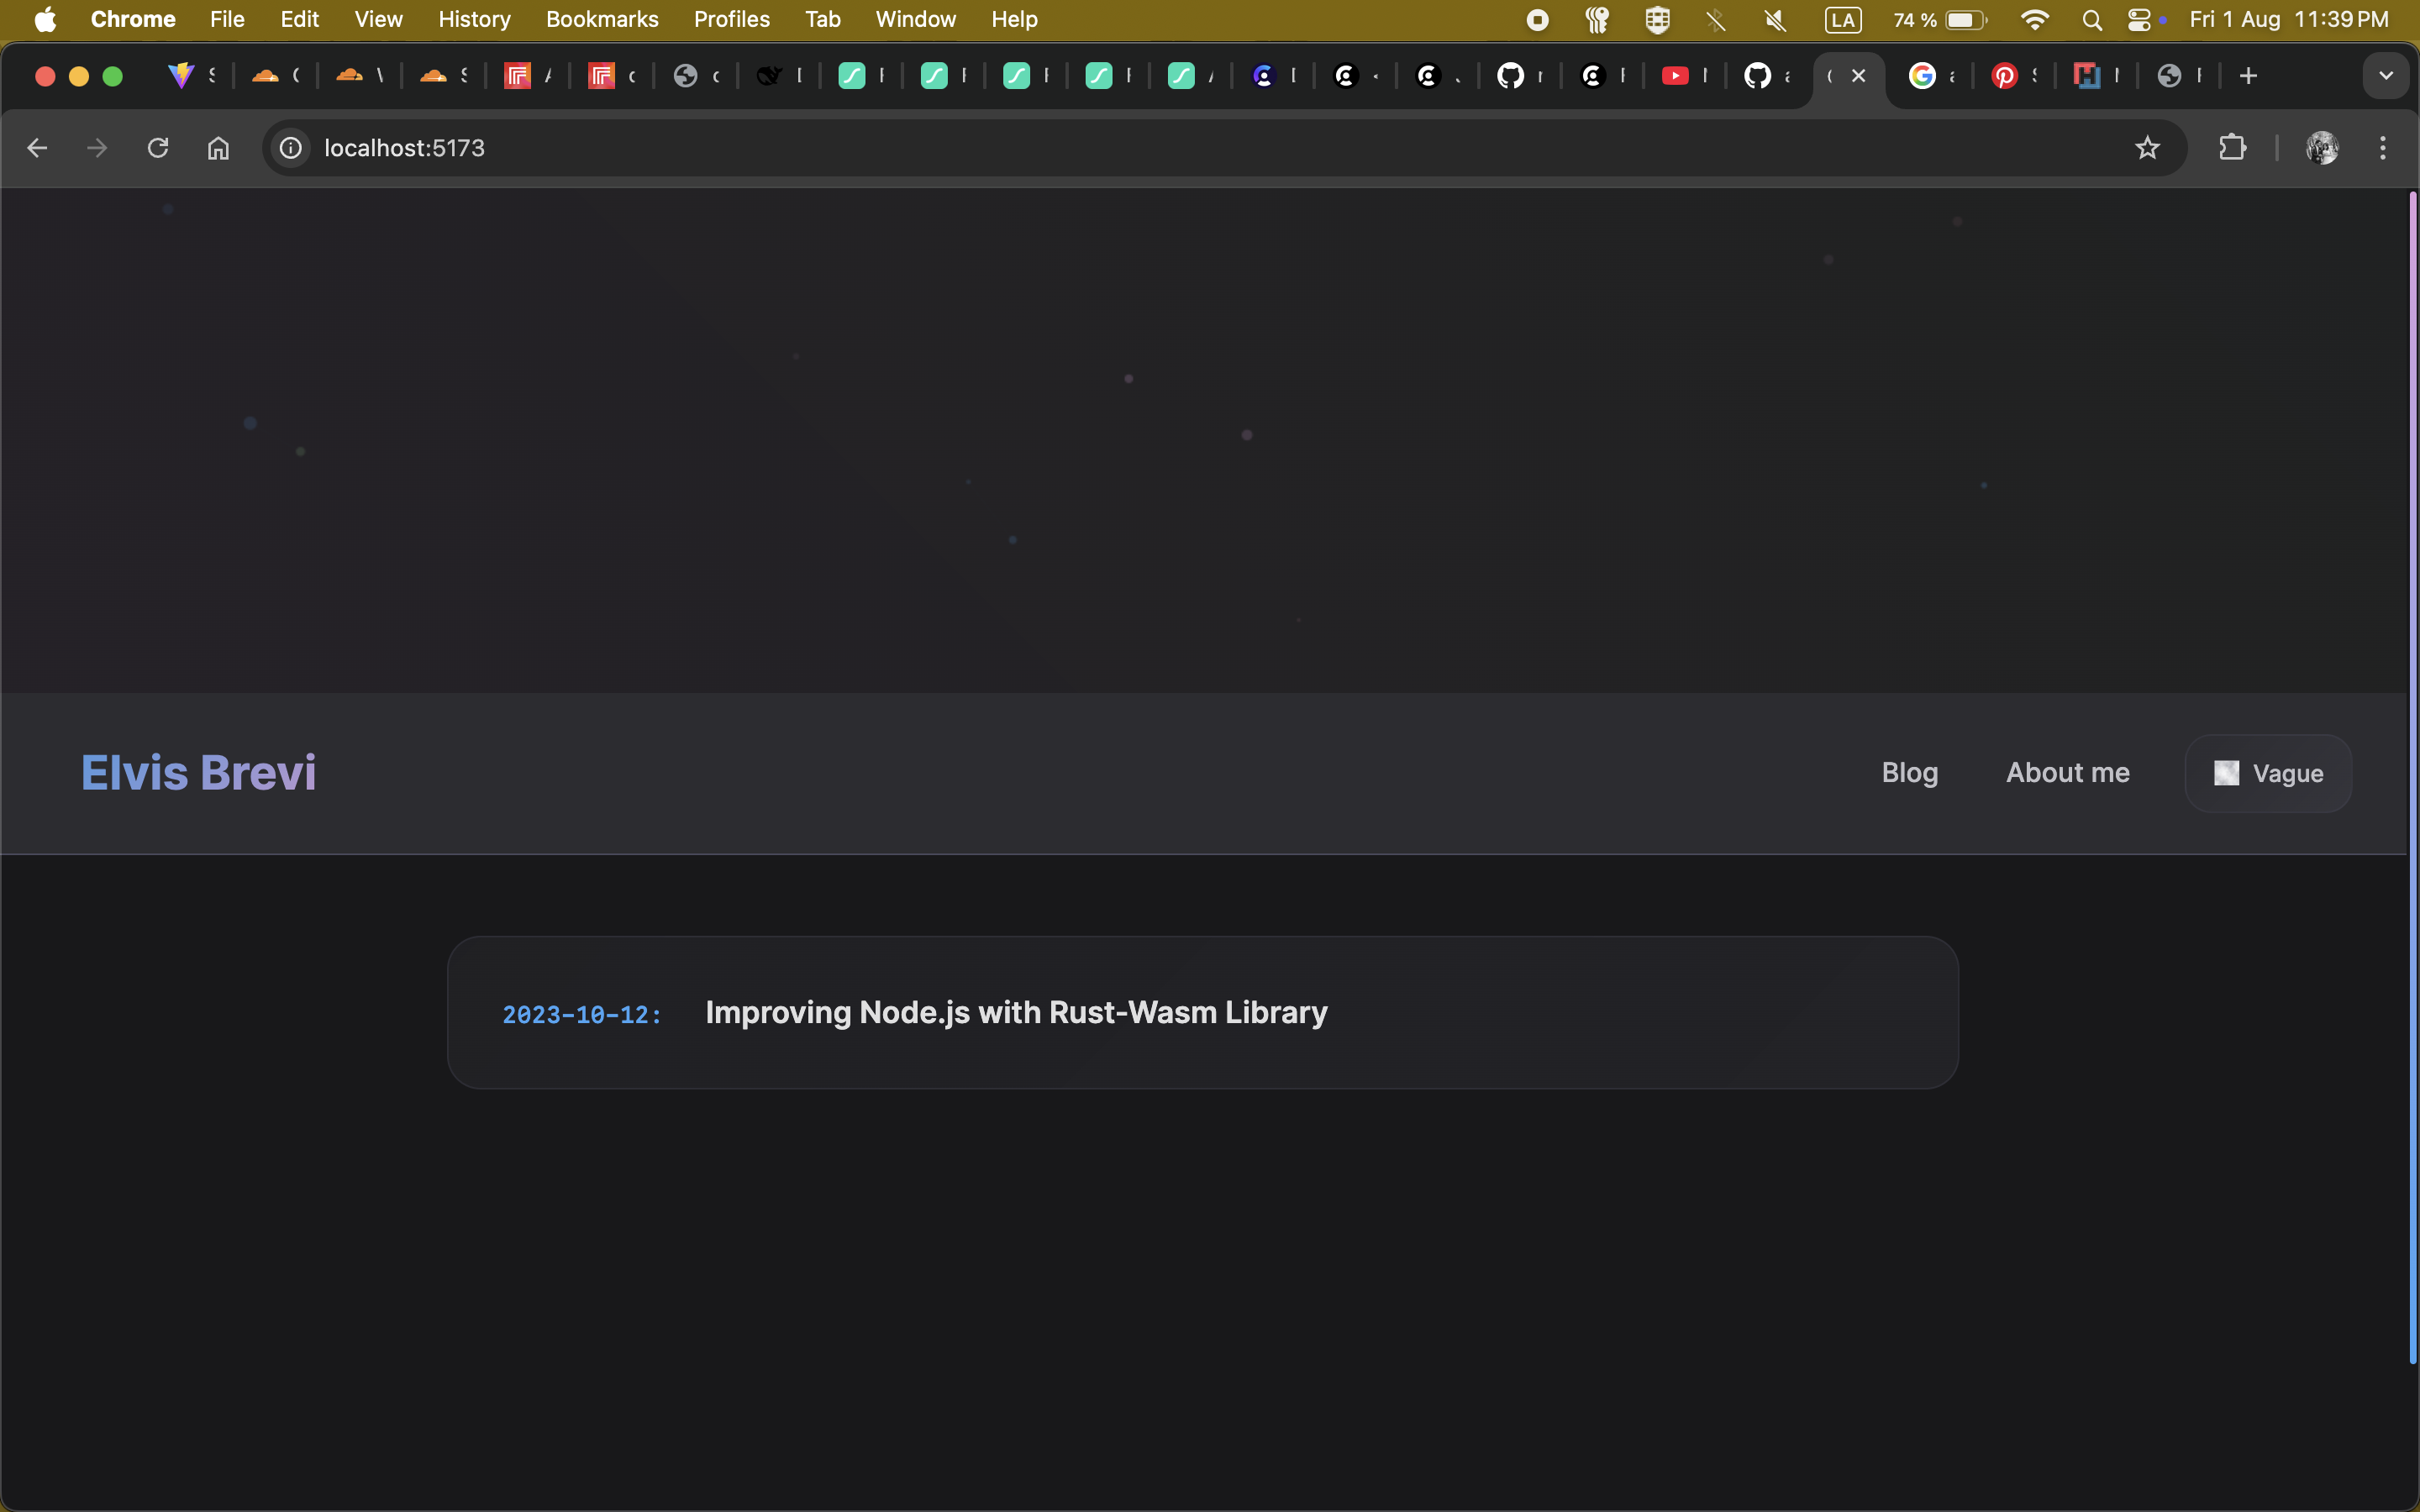 Chrome File Edit View History Bookmarks Profiles Tab Window Help LA 74 % Fri 1 Aug 11:39 PM
localhost:5173
Elvis Brevi Blog About me Vague
2023-10-12: Improving Node.js with Rust-Wasm Library